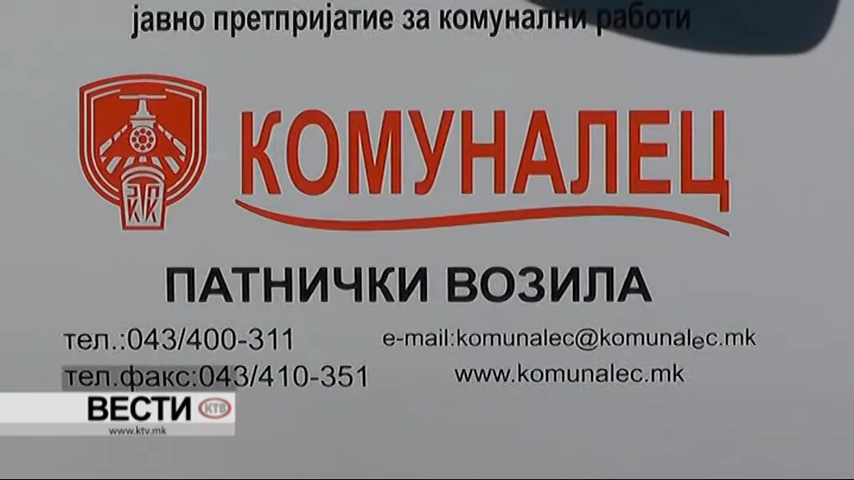 јавно претпријатие за комунални работи
КОМУНАЛЕЦ
ПАТНИЧКИ ВОЗИЛА
тел.:043/400-311
e-mail:komunalec@komunalec.mk
тел.факс:043/410-351
www.komunalec.mk
ВЕСТИ КТВ
www.ktv.mk